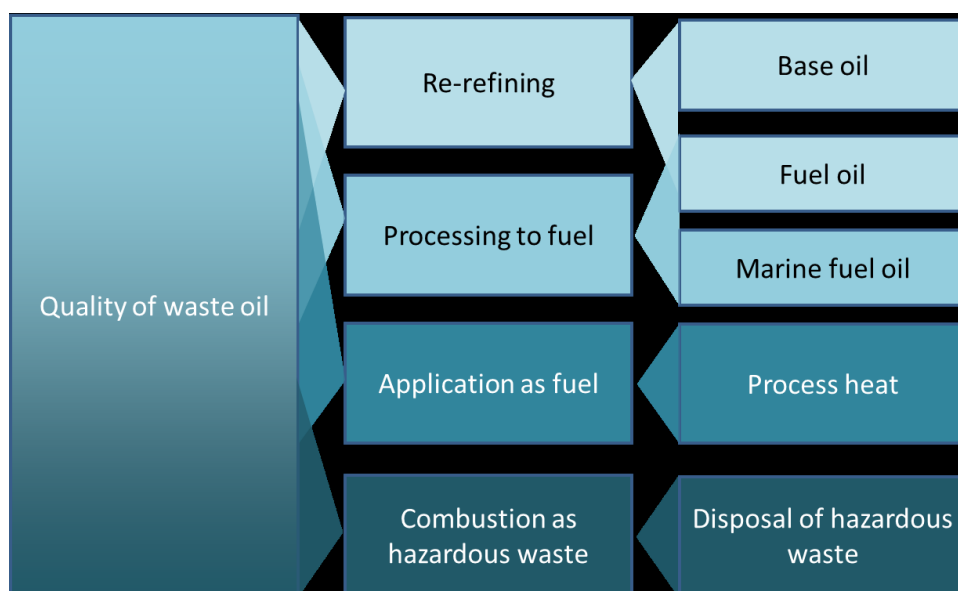 Quality of waste oil
Re-refining
Processing to fuel
Application as fuel
Combustion as
hazardous waste
Base oil
Fuel oil
Marine fuel oil
Process heat
Disposal of hazardous
waste